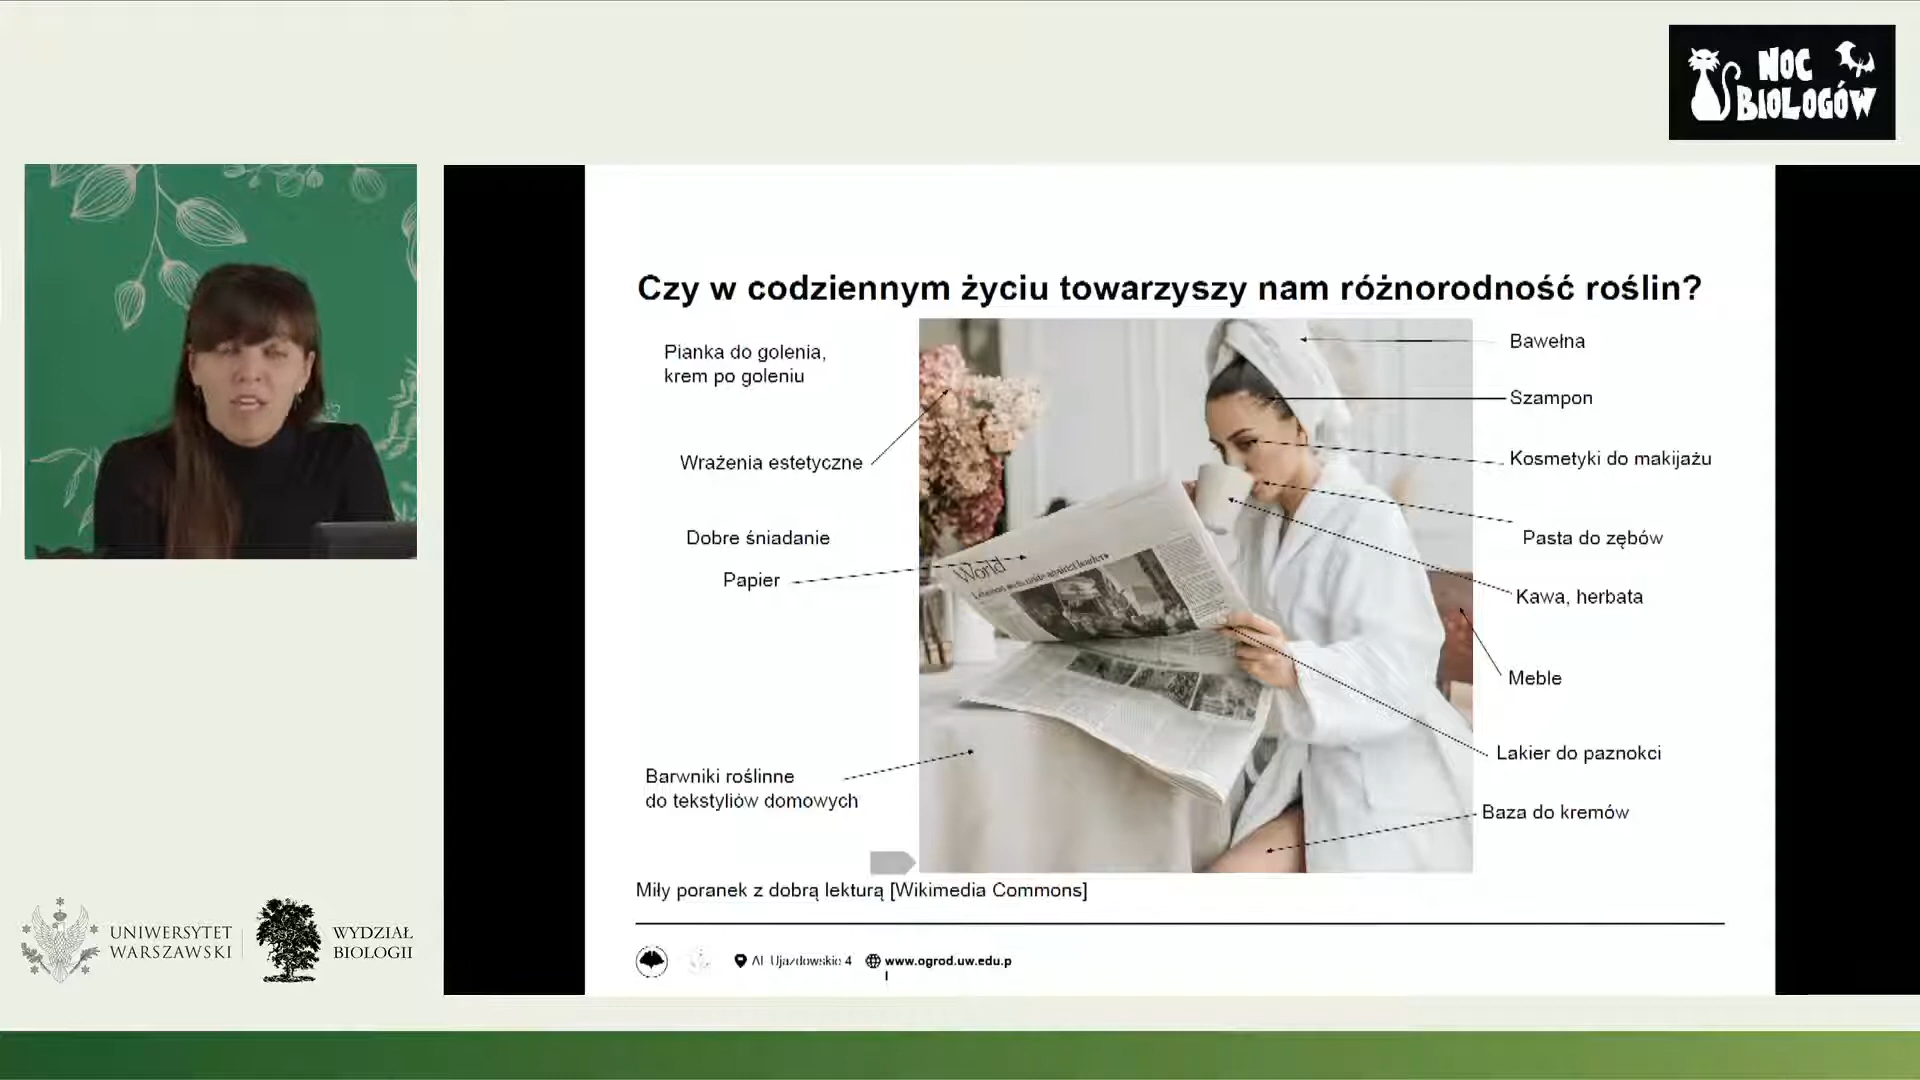 NOC
BIOLOGÓW
Czy w codziennym życiu towarzyszy nam różnorodność roślin?
Pianka do golenia,
krem po goleniu
Wrażenia estetyczne
Dobre śniadanie
Papier
Barwniki roślinne
do tekstyliów domowych
World
Bawełna
Szampon
Kosmetyki do makijażu
Pasta do zębów
Kawa, herbata
Meble
Lakier do paznokci
Baza do kremów
Miły poranek z dobrą lekturą [Wikimedia Commons]
Al. Ujazdowskie 4
www.ogrod.uw.edu.p
l
UNIWERSYTET
WARSZAWSKI
WYDZIAŁ
BIOLOGII